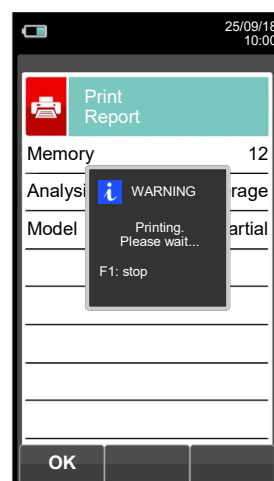 25/09/18
10:00
Print
Report
Memory 12
Analysi rage
Model artial
WARNING
Printing.
Please wait...
F1: stop
OK